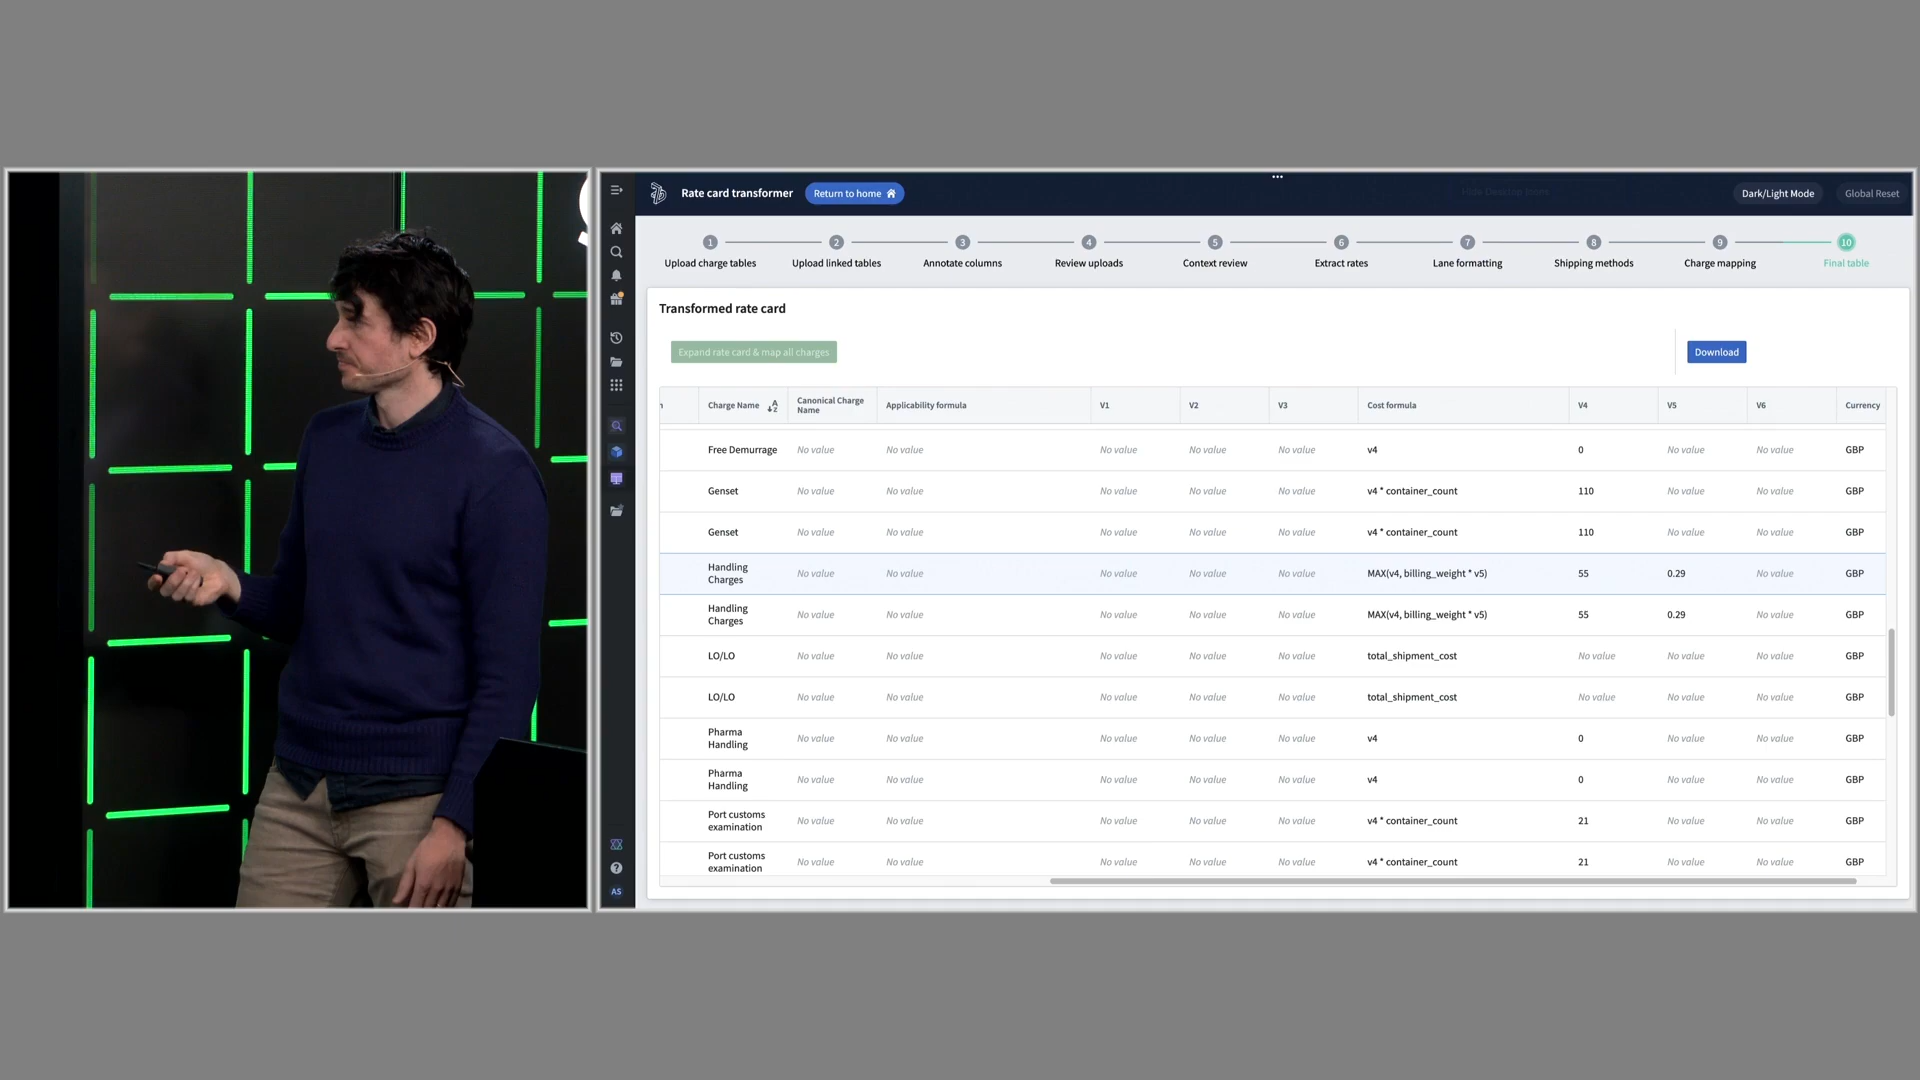 Rate card transformer
Return to home
Dark/Light Mode
Global Reset
1 2 3 4 5 6 7 8 9 10
Upload charge tables Upload linked tables Annotate columns Review uploads Context review Extract rates Lane formatting Shipping methods Charge mapping Final table
Transformed rate card
Expand rate card & map all charges
Download
Charge Name Canonical Charge Name Applicability formula V1 V2 V3 Cost formula V4 V5 V6 Currency
Free Demurrage No value No value No value No value No value v4 0 No value No value GBP
Genset No value No value No value No value No value v4 * container_count 110 No value No value GBP
Genset No value No value No value No value No value v4 * container_count 110 No value No value GBP
Handling Charges No value No value No value No value No value MAX(v4, billing_weight * v5) 55 0.29 No value GBP
Handling Charges No value No value No value No value No value MAX(v4, billing_weight * v5) 55 0.29 No value GBP
LO/LO No value No value No value No value No value total_shipment_cost No value No value No value GBP
LO/LO No value No value No value No value No value total_shipment_cost No value No value No value GBP
Pharma Handling No value No value No value No value No value v4 0 No value No value GBP
Pharma Handling No value No value No value No value No value v4 0 No value No value GBP
Port customs examination No value No value No value No value No value v4 * container_count 21 No value No value GBP
Port customs examination No value No value No value No value No value v4 * container_count 21 No value No value GBP
AS